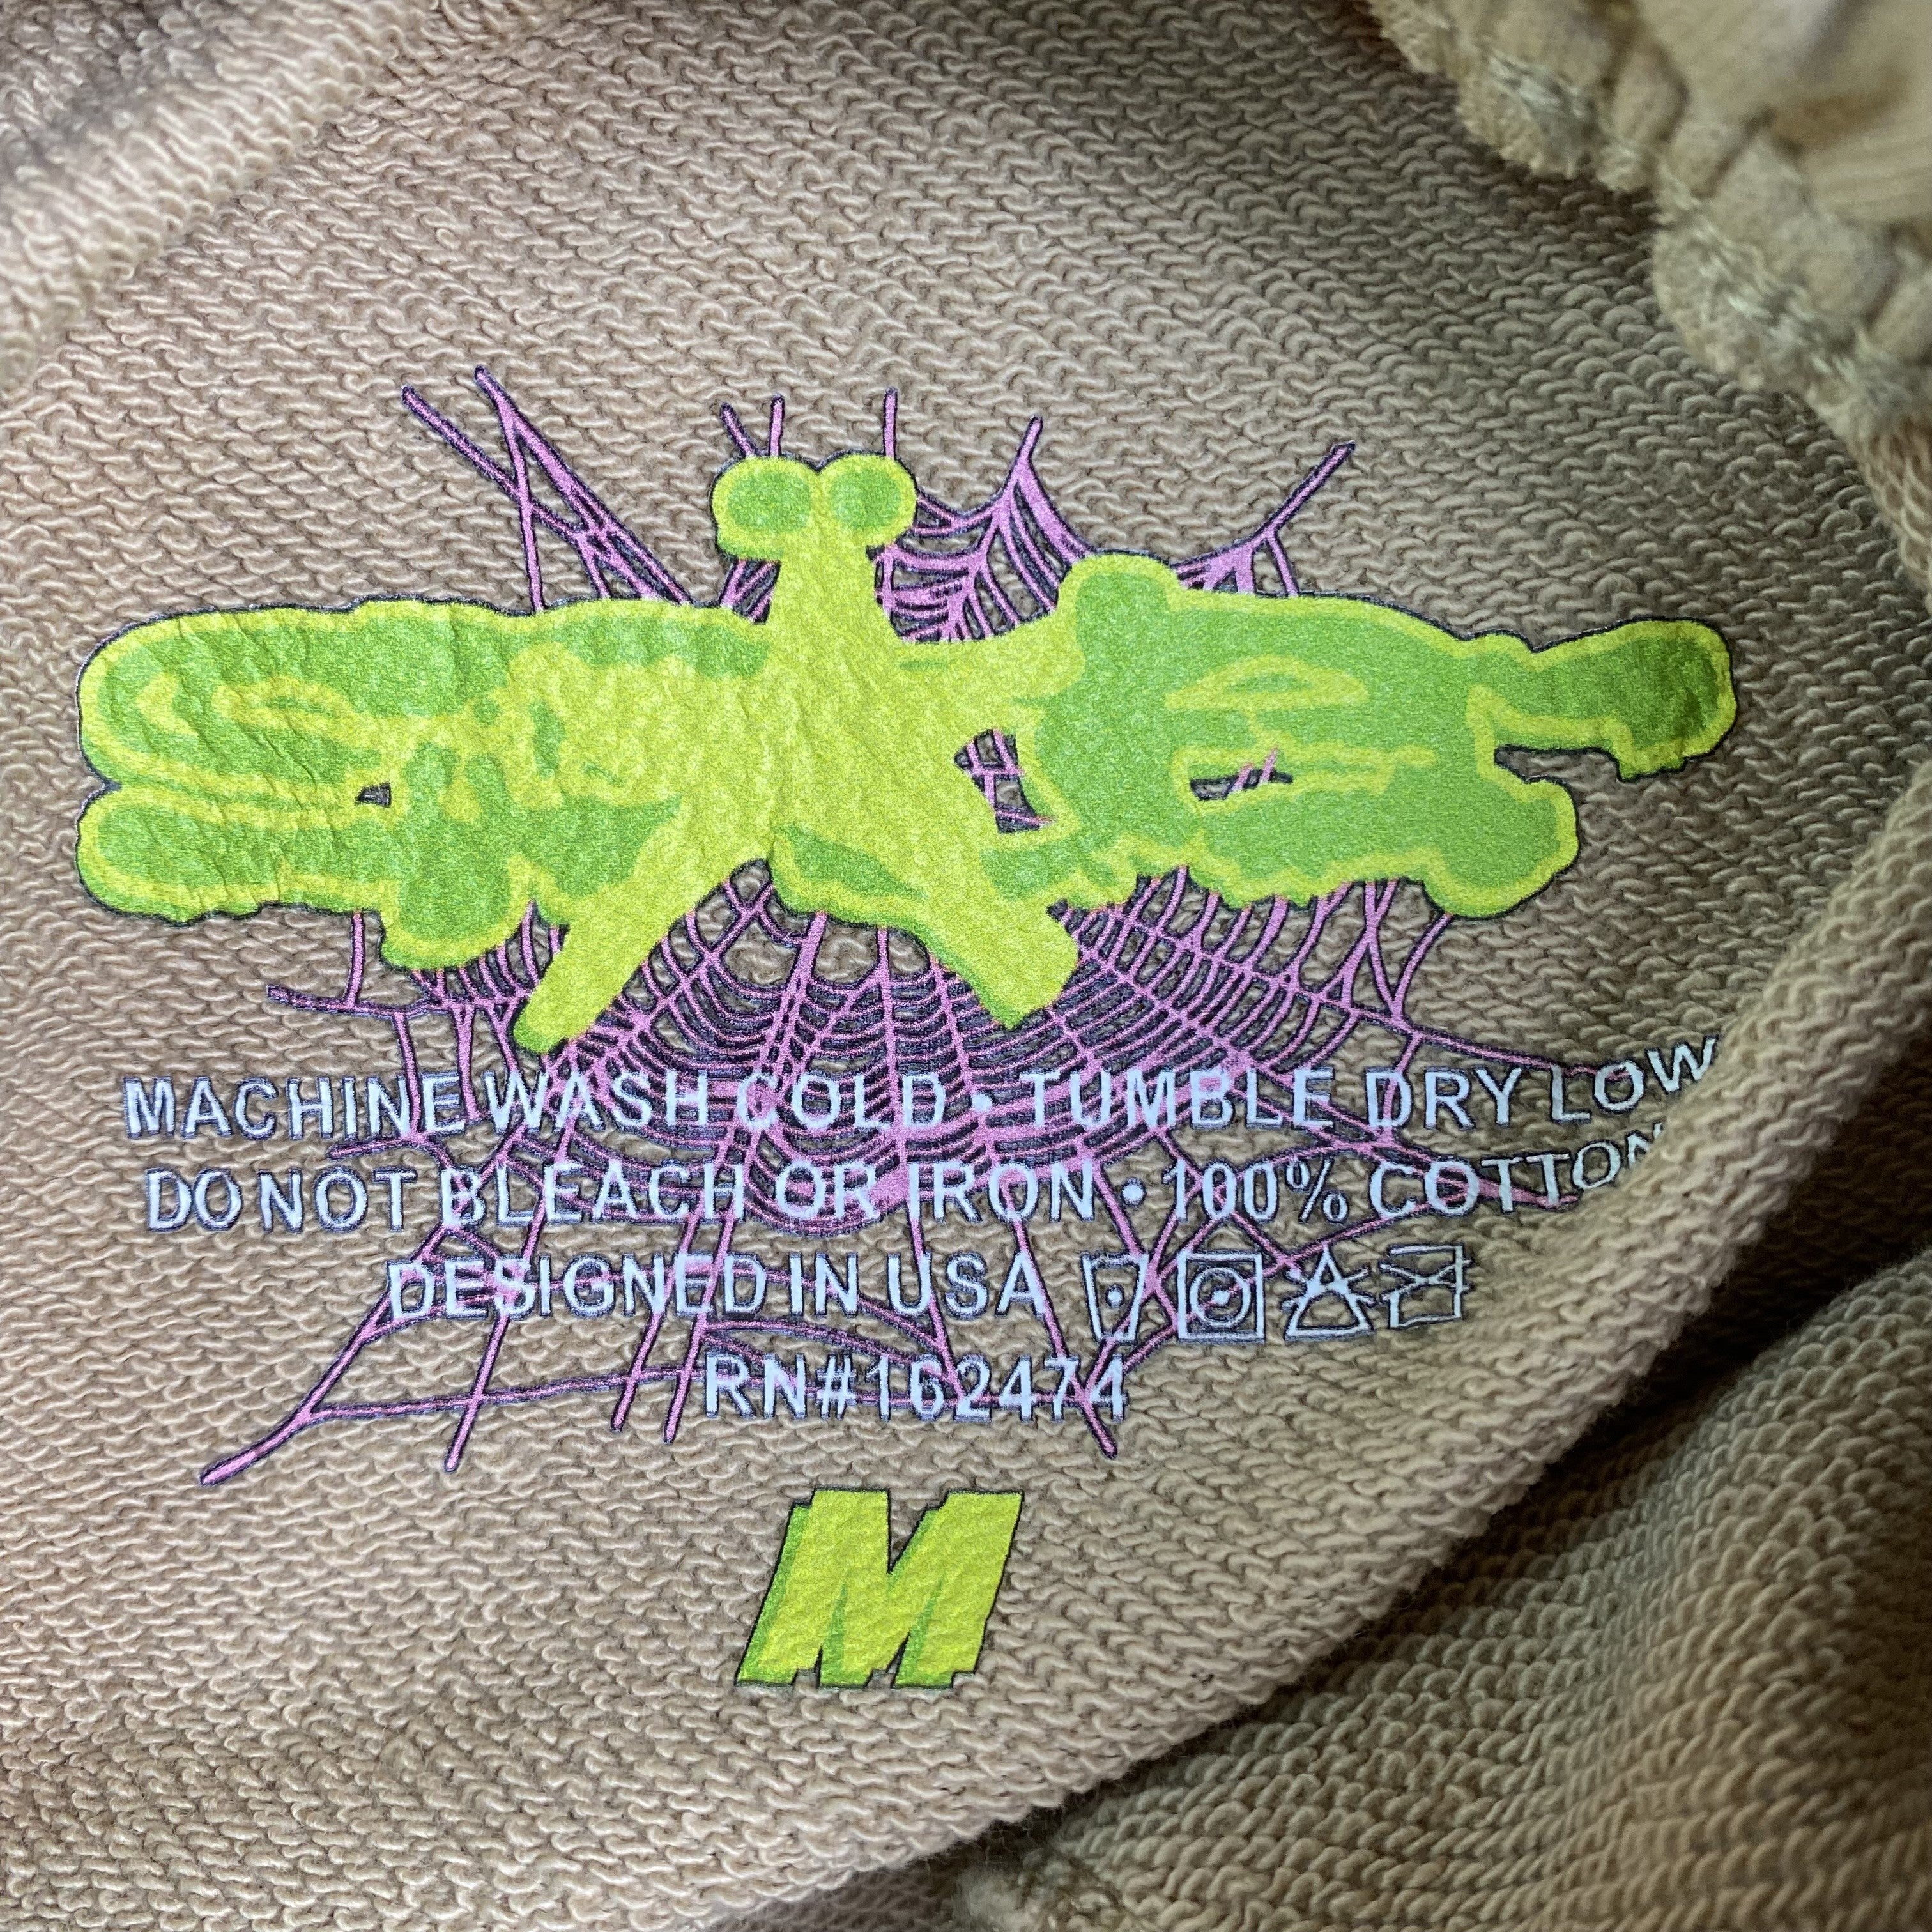 MACHINE WASH COLD • TUMBLE DRY LOW
DO NOT BLEACH OR IRON • 100% COTTON
DESIGNED IN USA
RN#162474
M